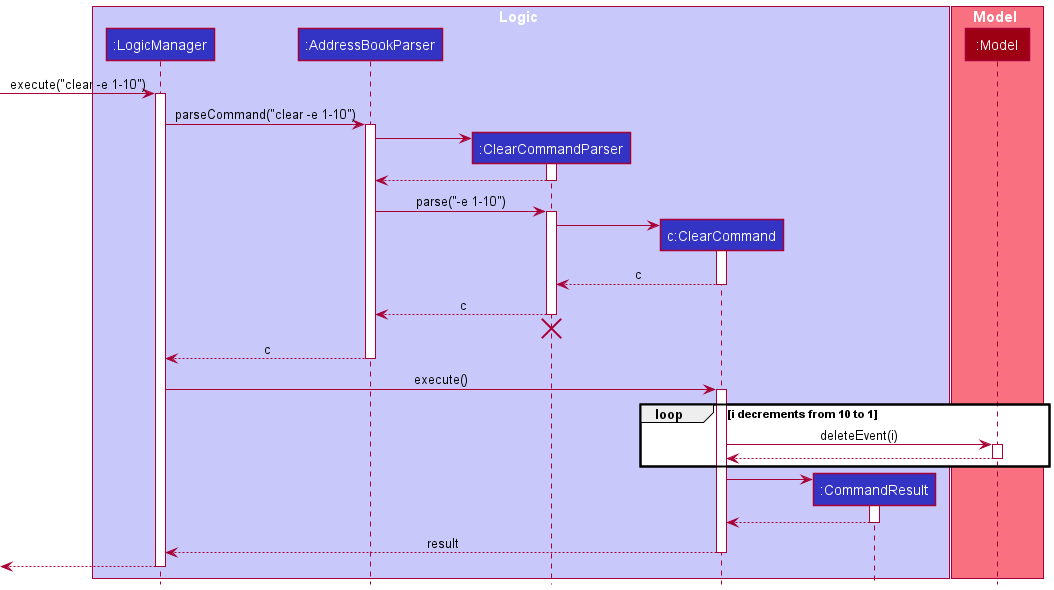 Logic
Model
:LogicManager
:AddressBookParser
:Model
execute("clear -e 1-10")
parseCommand("clear -e 1-10")
:ClearCommandParser
parse("-e 1-10")
c:ClearCommand
c
c
c
execute()
loop
[i decrements from 10 to 1]
deleteEvent(i)
:CommandResult
result